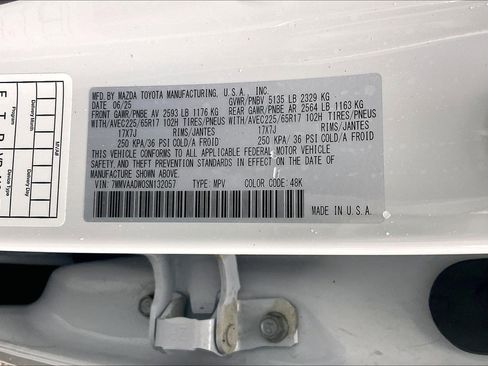 MFD. BY MAZDA TOYOTA MANUFACTURING, U.S.A., INC.
DATE 06/25 GVWR/PNBV 5135 LB 2329 KG
FRONT GAWR/PNBE AV 2593 LB 1176 KG REAR GAWR/PNBE AR 2564 LB 1163 KG
WITH/AVEC225/65R17 102H TIRES/PNEUS WITH/AVEC225/65R17 102H TIRES/PNEUS
17X7J RIMS/JANTES 17X7J RIMS/JANTES
250 KPA/36 PSI COLD/A FROID 250 KPA/36 PSI COLD/A FROID
THIS VEHICLE CONFORMS TO ALL APPLICABLE FEDERAL MOTOR VEHICLE
SAFETY AND THEFT PREVENTION STANDARDS IN EFFECT ON THE DATE OF
MANUFACTURE SHOWN ABOVE.
VIN: 7MMVAADW0SN132057 TYPE: MPV COLOR CODE: 48K
MADE IN U.S.A.